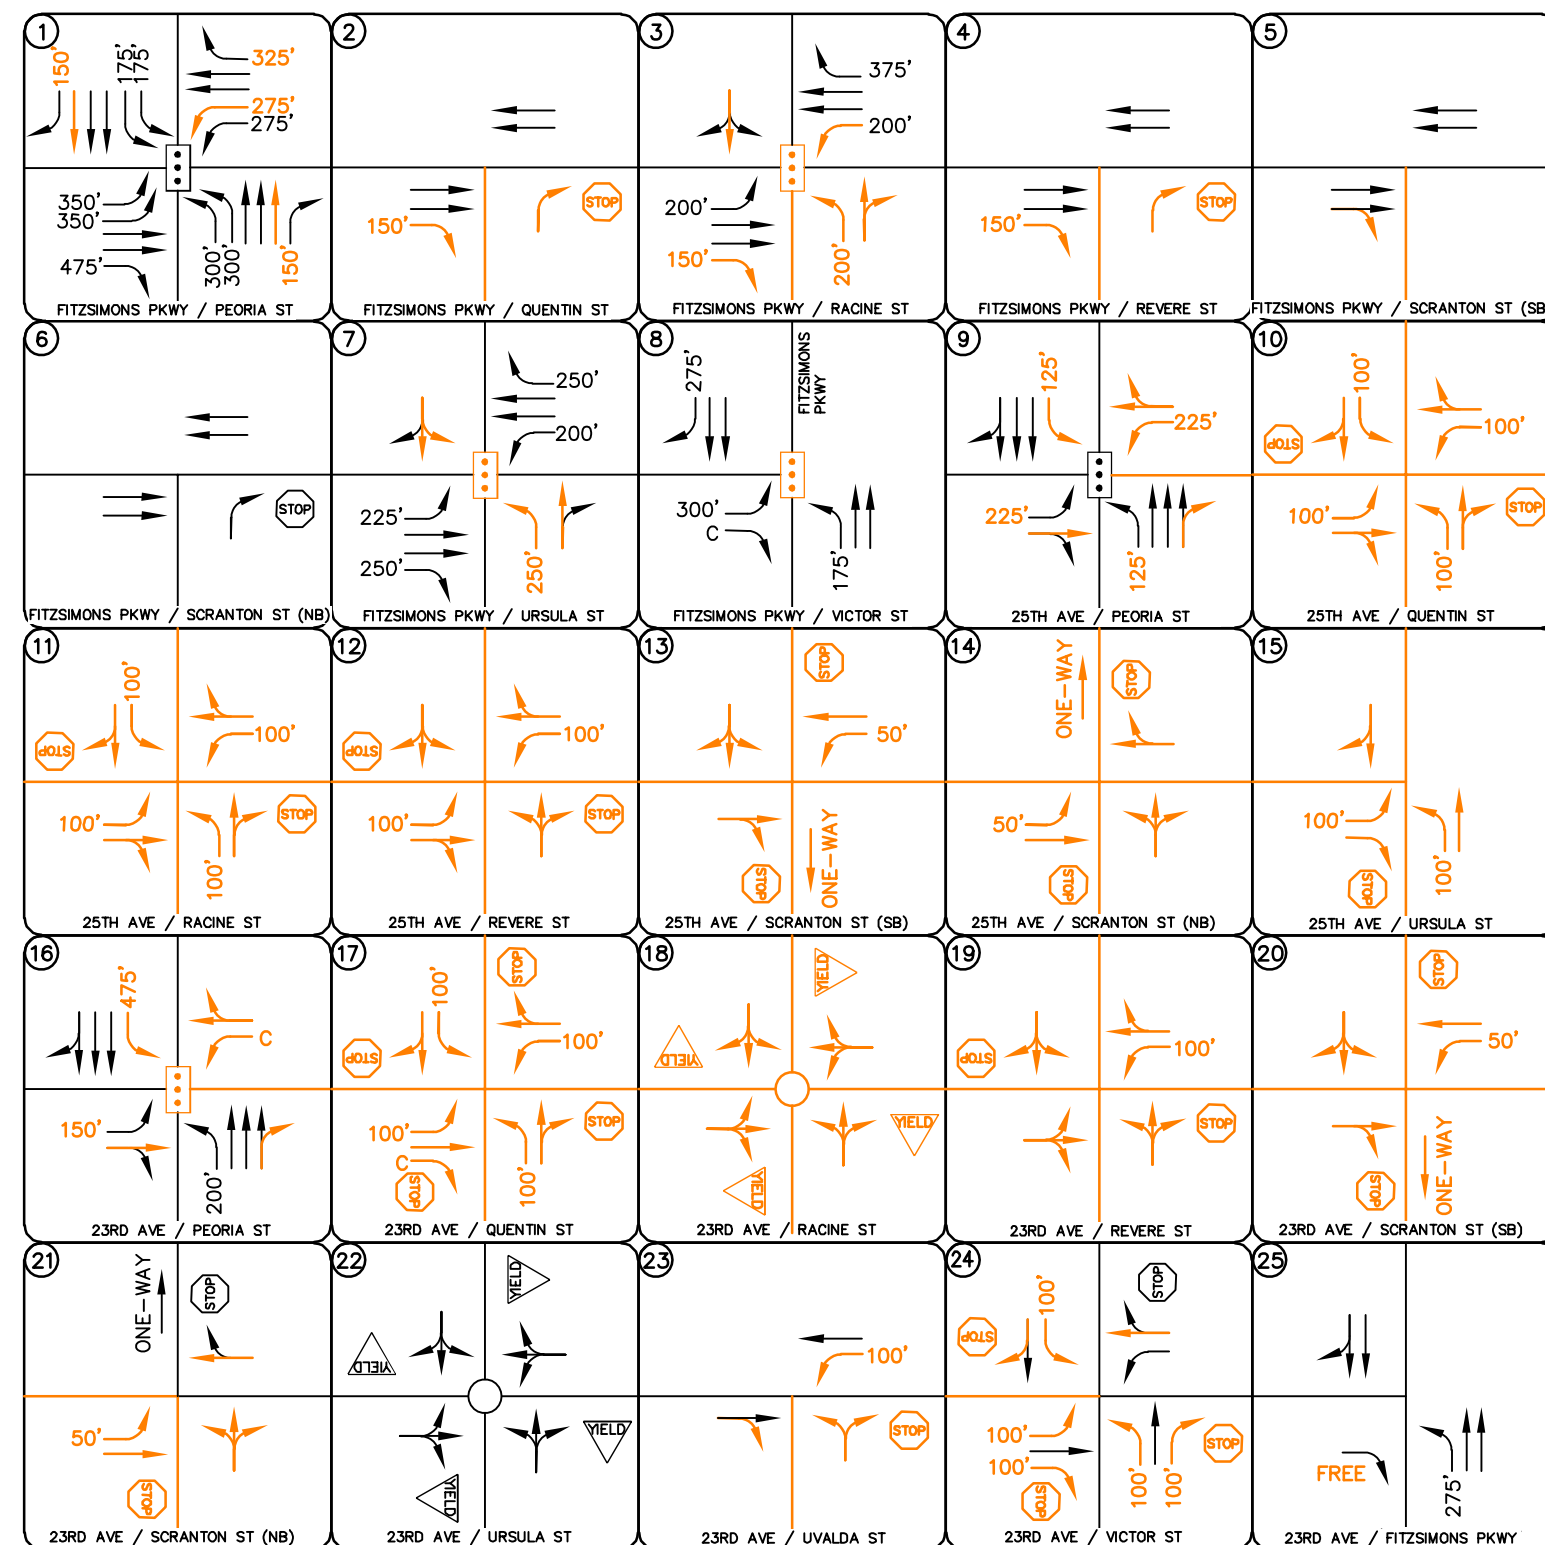 1
150'
175'
175'
325'
275'
275'
350'
350'
475'
300'
300'
150'
FITZSIMONS PKWY / PEORIA ST
2
150'
STOP
FITZSIMONS PKWY / QUENTIN ST
3
375'
200'
200'
150'
200'
FITZSIMONS PKWY / RACINE ST
4
150'
STOP
FITZSIMONS PKWY / REVERE ST
5
FITZSIMONS PKWY / SCRANTON ST (SB
6
STOP
FITZSIMONS PKWY / SCRANTON ST (NB)
7
250'
200'
225'
250'
250'
FITZSIMONS PKWY / URSULA ST
8
275'
FITZSIMONS
PKWY
300'
C
175'
FITZSIMONS PKWY / VICTOR ST
9
125'
225'
225'
125'
25TH AVE / PEORIA ST
10
100'
STOP
100'
100'
STOP
100'
25TH AVE / QUENTIN ST
11
100'
STOP
100'
100'
STOP
100'
25TH AVE / RACINE ST
12
STOP
100'
100'
STOP
25TH AVE / REVERE ST
13
STOP
50'
STOP
ONE-WAY
25TH AVE / SCRANTON ST (SB)
14
ONE-WAY
STOP
50'
STOP
25TH AVE / SCRANTON ST (NB)
15
100'
STOP
100'
25TH AVE / URSULA ST
16
475'
C
150'
200'
23RD AVE / PEORIA ST
17
100'
STOP
STOP
100'
100'
C
STOP
100'
STOP
23RD AVE / QUENTIN ST
18
YIELD
YIELD
YIELD
YIELD
23RD AVE / RACINE ST
19
STOP
100'
STOP
23RD AVE / REVERE ST
20
STOP
50'
STOP
ONE-WAY
23RD AVE / SCRANTON ST (SB)
21
ONE-WAY
STOP
50'
STOP
23RD AVE / SCRANTON ST (NB)
22
YIELD
YIELD
YIELD
YIELD
23RD AVE / URSULA ST
23
100'
STOP
23RD AVE / UVALDA ST
24
100'
STOP
STOP
100'
100'
STOP
100'
100'
STOP
23RD AVE / VICTOR ST
25
FREE
275'
23RD AVE / FITZSIMONS PKWY